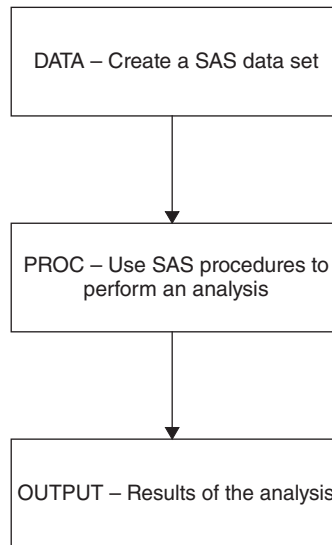 DATA – Create a SAS data set
PROC – Use SAS procedures to
perform an analysis
OUTPUT – Results of the analysis